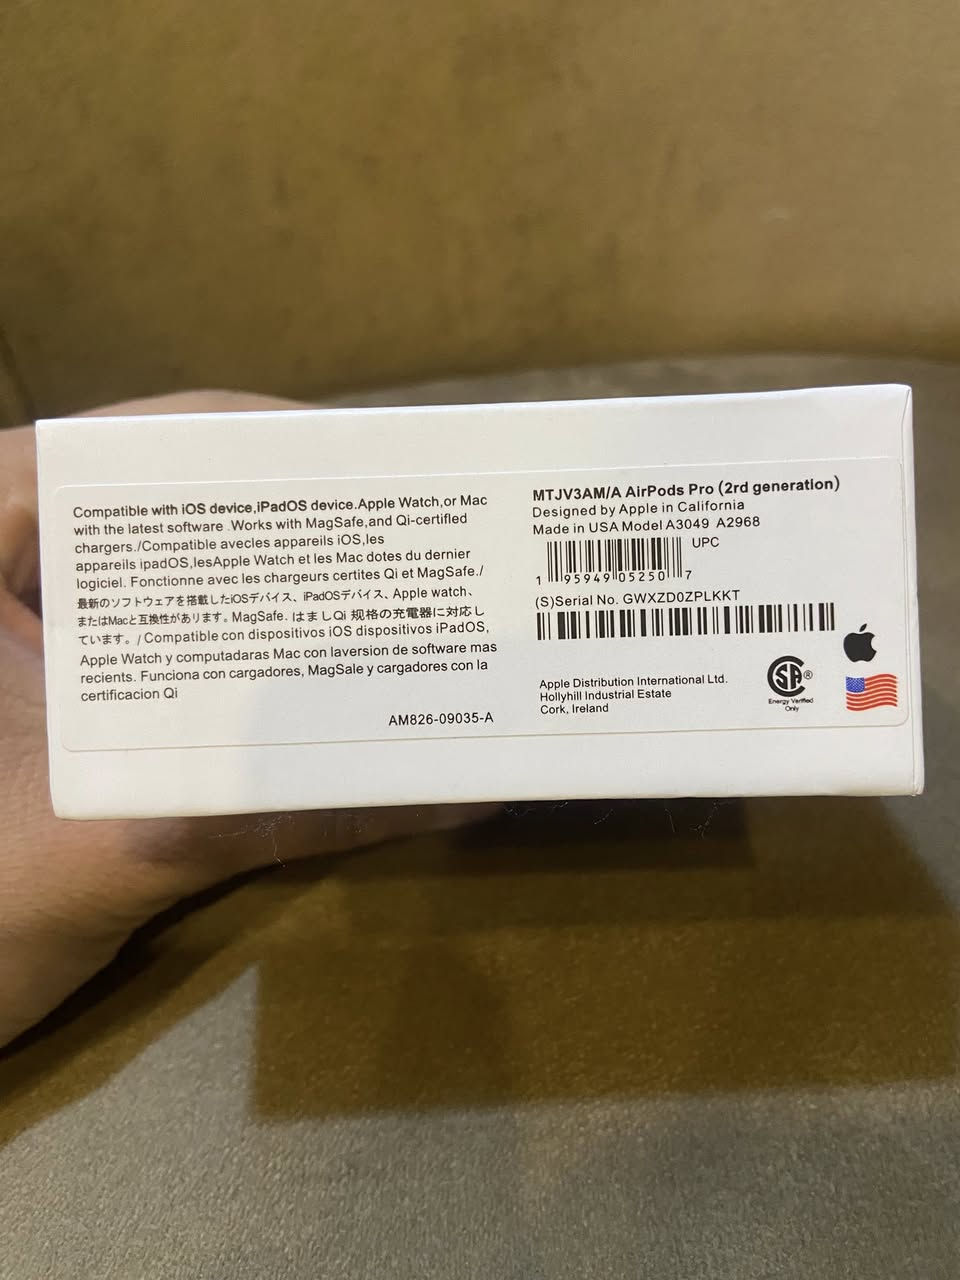 Compatible with iOS device,iPadOS device.Apple Watch,or Mac
with the latest software .Works with MagSafe,and Qi-certifled
chargers./Compatible avecles appareils iOS,les
appareils ipadOS,lesApple Watch et les Mac dotes du dernier
logiciel. Fonctionne avec les chargeurs certites Qi et MagSafe./
最新のソフトウェアを搭載したiOSデバイス、iPadOSデバイス、Apple watch、
またはMacと互換性があります。MagSafe. はましQi 规格の充電器に対応し
ています。/ Compatible con dispositivos iOS dispositivos iPadOS,
Apple Watch y computadaras Mac con laversion de software mas
recients. Funciona con cargadores, MagSale y cargadores con la
certificacion Qi
AM826-09035-A
MTJV3AM/A AirPods Pro (2rd generation)
Designed by Apple in California
Made in USA Model A3049 A2968
UPC
1 95949 05250 7
(S)Serial No. GWXZD0ZPLKKT
Apple Distribution International Ltd.
Hollyhill Industrial Estate
Cork, Ireland
SA®
Energy Verified
Only